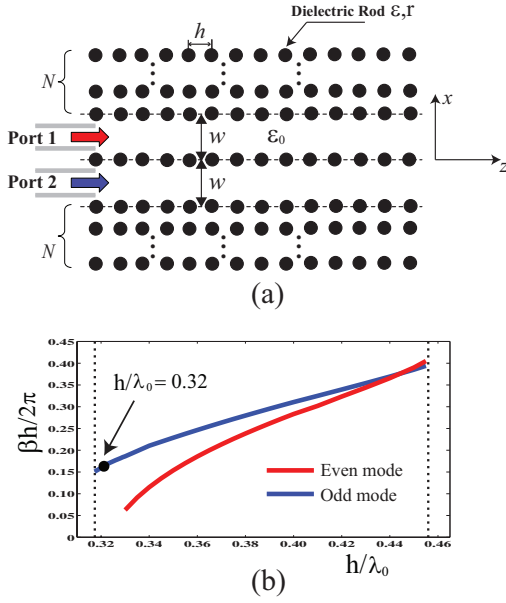 Dielectric Rod ε,r
h
N
Port 1
w
ε₀
x
z
Port 2
w
N
(a)
0.45
0.40
0.35
0.30
0.25
0.20
0.15
0.10
0.05
0
βh/2π
h/λ₀ = 0.32
Even mode
Odd mode
0.32 0.34 0.36 0.38 0.40 0.42 0.44 0.46
h/λ₀
(b)